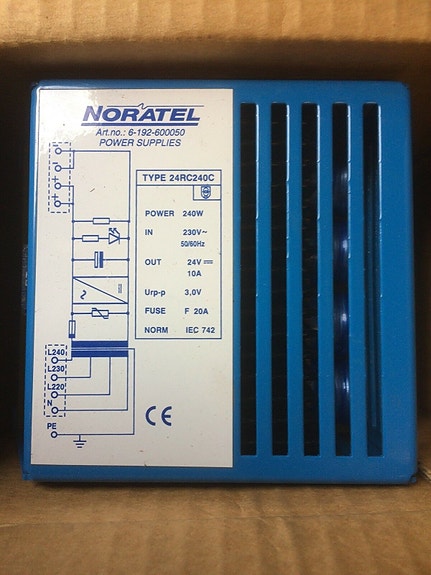 NORATEL
Art.no.: 6-192-600050
POWER SUPPLIES
TYPE 24RC240C
POWER 240W
IN 230V~
50/60Hz
OUT 24V
10A
Urp-p 3,0V
FUSE F 20A
NORM IEC 742
-
-
+
+
~
=
L240
L230
L220
N
PE
CE